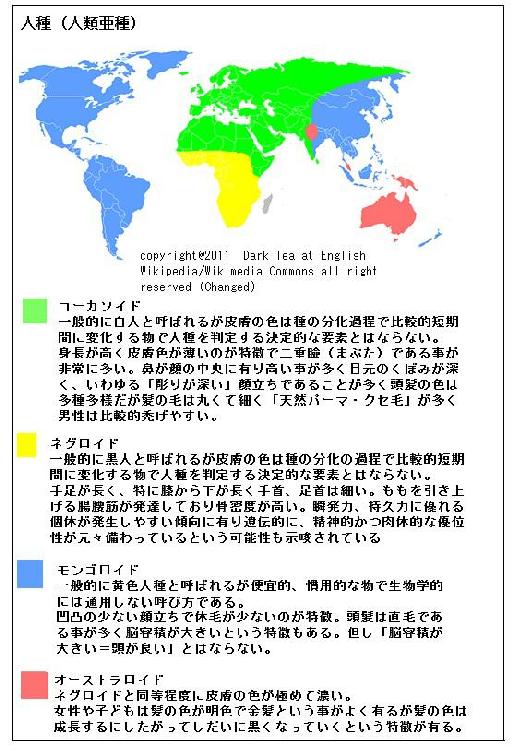 人種（人類亜種）
copyright@2011 Dark Tea at English
Wikipedia/Wikimedia Commons all right
reserved (Changed)
コーカソイド
一般的に白人と呼ばれるが皮膚の色は種の分化過程で比較的短期
間に変化する物で人種を判定する決定的な要素とはならない。
身長が高く皮膚色が薄いのが特徴で二重瞼（まぶた）である事が
非常に多い。鼻が顔の中央に有り高い事が多く目元のくぼみが深
く、いわゆる「彫りが深い」顔立ちであることが多く頭髪の色は
多種多様だが髪の毛は丸くて細く「天然パーマ・クセ毛」が多く
男性は比較的禿げやすい。
ネグロイド
一般的に黒人と呼ばれるが皮膚の色は種の分化の過程で比較的短期
間に変化する物で人種を判定する決定的な要素とはならない。
手足が長く、特に膝から下が長く手首、足首は細い。ももを引き上
げる腸腰筋が発達しており骨密度が高い。瞬発力、持久力に優れる
個体が発生しやすい傾向に有り遺伝的に、精神的かつ肉体的な優位
性が元々備わっているという可能性も示唆されている
モンゴロイド
一般的に黄色人種と呼ばれるが便宜的、慣用的な物で生物学的
には通用しない呼び方である。
凹凸の少ない顔立ちで体毛が少ないのが特徴。頭髪は直毛であ
る事が多く脳容積が大きいという特徴もある。但し「脳容積が
大きい＝頭が良い」とはならない。
オーストラロイド
ネグロイドと同等程度に皮膚の色が極めて濃い。
女性や子どもは髪の色が明色で金髪という事がよく有るが髪の色は
成長するにしたがってしだいに黒くなっていくという特徴が有る。